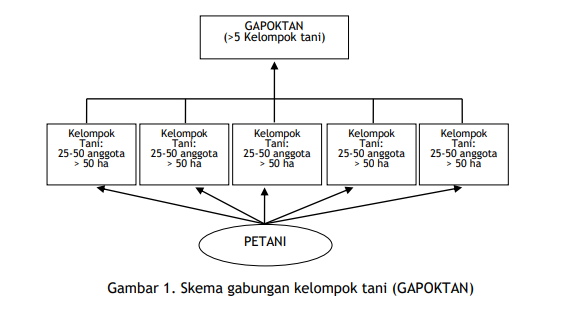 GAPOKTAN
(>5 Kelompok tani)
Kelompok
Tani:
25-50 anggota
> 50 ha
Kelompok
Tani:
25-50 anggota
> 50 ha
Kelompok
Tani:
25-50 anggota
> 50 ha
Kelompok
Tani:
25-50 anggota
> 50 ha
Kelompok
Tani:
25-50 anggota
> 50 ha
PETANI
Gambar 1. Skema gabungan kelompok tani (GAPOKTAN)